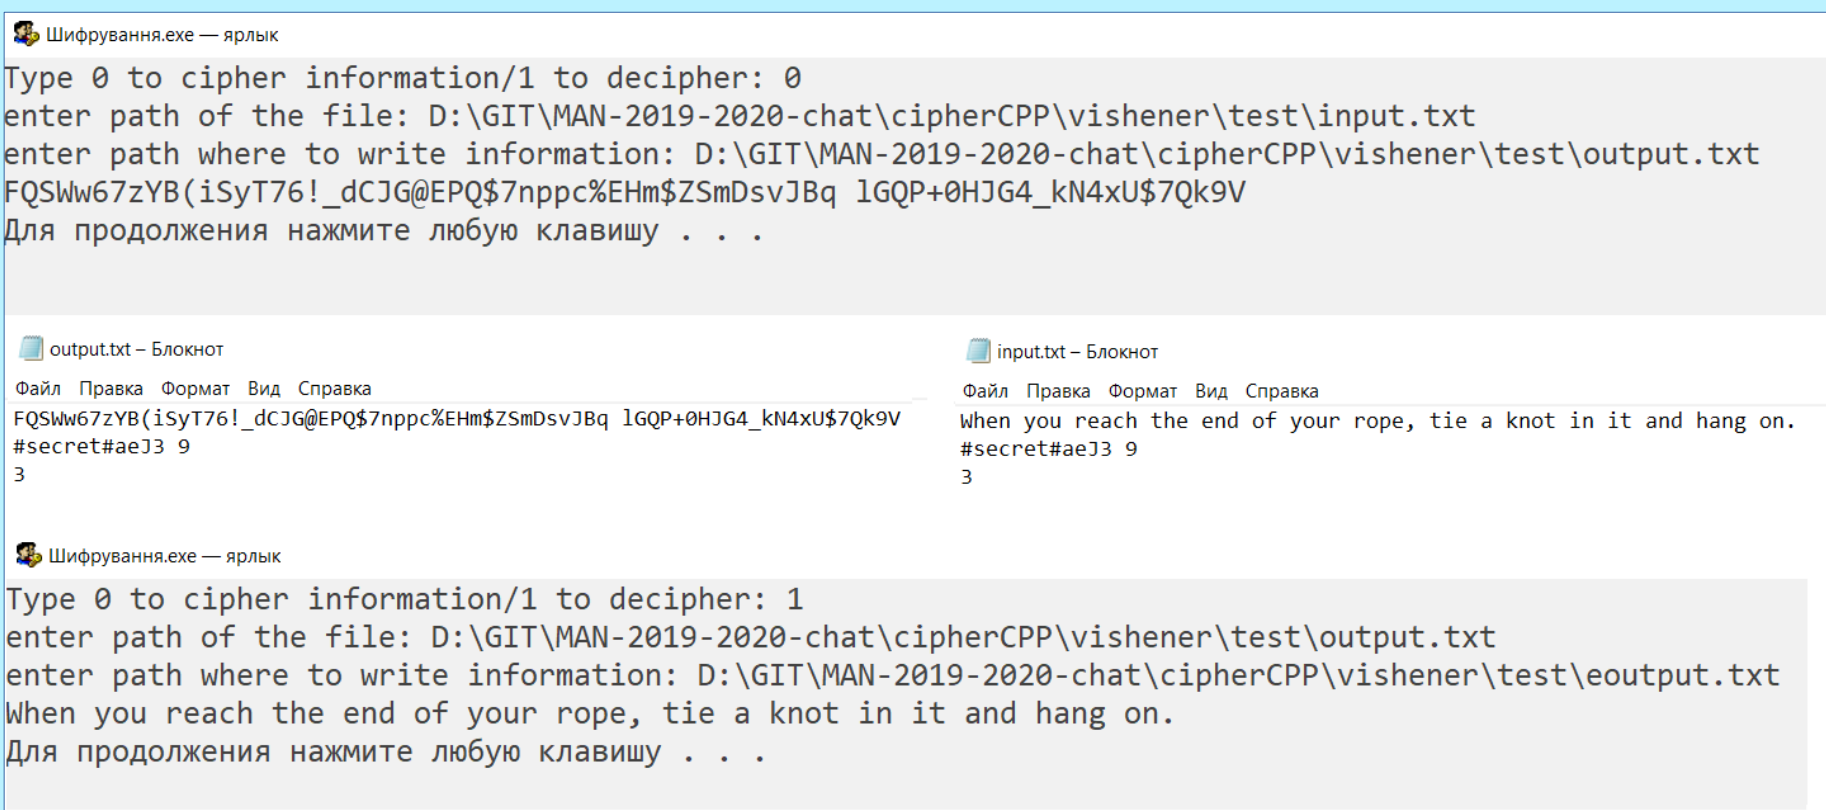 Шифрування.exe — ярлык
Type 0 to cipher information/1 to decipher: 0
enter path of the file: D:\GIT\MAN-2019-2020-chat\cipherCPP\vishener\test\input.txt
enter path where to write information: D:\GIT\MAN-2019-2020-chat\cipherCPP\vishener\test\output.txt
FQSWw67zYB(iSyT76!_dCJG@EPQ$7nppc%EHm$ZSmDsvJBq lGQP+0HJG4_kN4xU$7Qk9V
Для продолжения нажмите любую клавишу . . .
output.txt – Блокнот
Файл Правка Формат Вид Справка
FQSWw67zYB(iSyT76!_dCJG@EPQ$7nppc%EHm$ZSmDsvJBq lGQP+0HJG4_kN4xU$7Qk9V
#secret#aeJ3 9
3
input.txt – Блокнот
Файл Правка Формат Вид Справка
When you reach the end of your rope, tie a knot in it and hang on.
#secret#aeJ3 9
3
Шифрування.exe — ярлык
Type 0 to cipher information/1 to decipher: 1
enter path of the file: D:\GIT\MAN-2019-2020-chat\cipherCPP\vishener\test\output.txt
enter path where to write information: D:\GIT\MAN-2019-2020-chat\cipherCPP\vishener\test\eoutput.txt
When you reach the end of your rope, tie a knot in it and hang on.
Для продолжения нажмите любую клавишу . . .